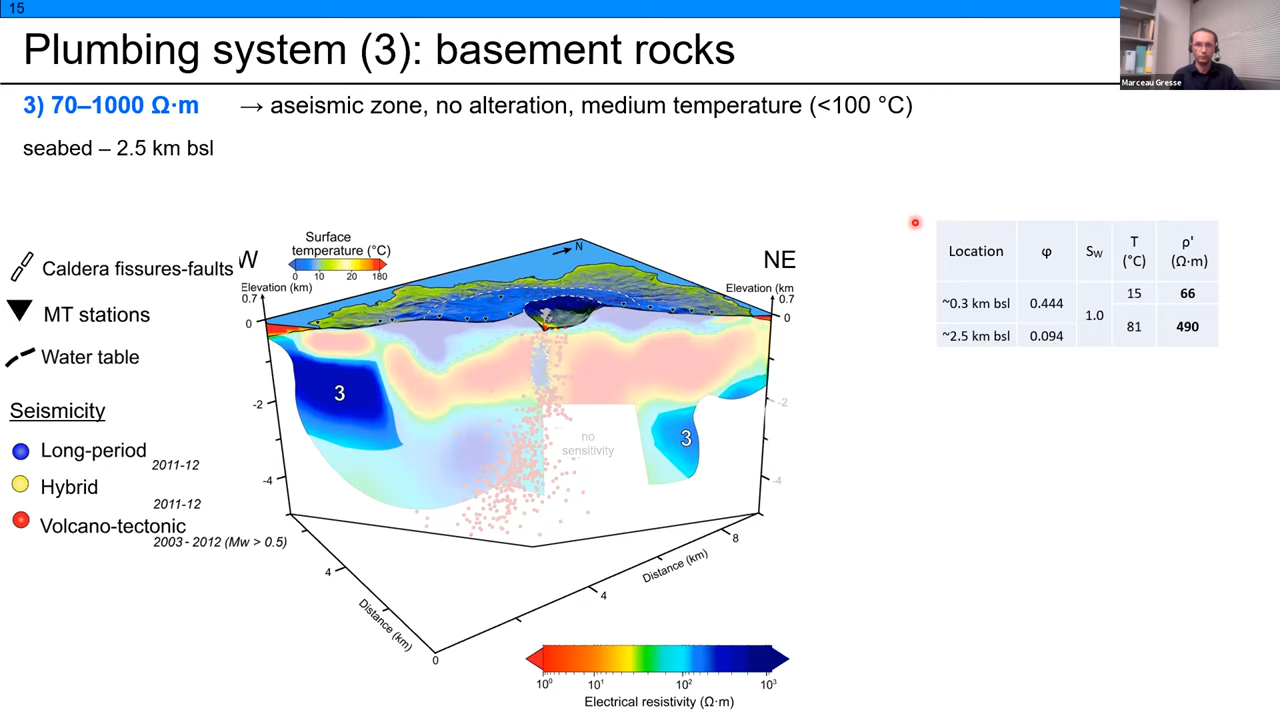 15
Plumbing system (3): basement rocks
Marceau Gresse
3) 70–1000 Ω·m → aseismic zone, no alteration, medium temperature (<100 °C)
seabed – 2.5 km bsl
Caldera fissures-faults
MT stations
Water table
Seismicity
Long-period
2011-12
Hybrid
2011-12
Volcano-tectonic
2003 - 2012 (Mw > 0.5)
Surface
temperature (°C)
0 10 20 180
N
W
NE
Elevation (km)
0.7
0
-2
-4
Elevation (km
0.7
0
-2
-4
3
3
no
sensitivity
4
Distance (km)
0
4
8
Distance (km)
10⁰ 10¹ 10² 10³
Electrical resistivity (Ω·m)
Location φ Sw T (°C) ρ' (Ω·m)
~0.3 km bsl 0.444 1.0 15 66
~2.5 km bsl 0.094 81 490